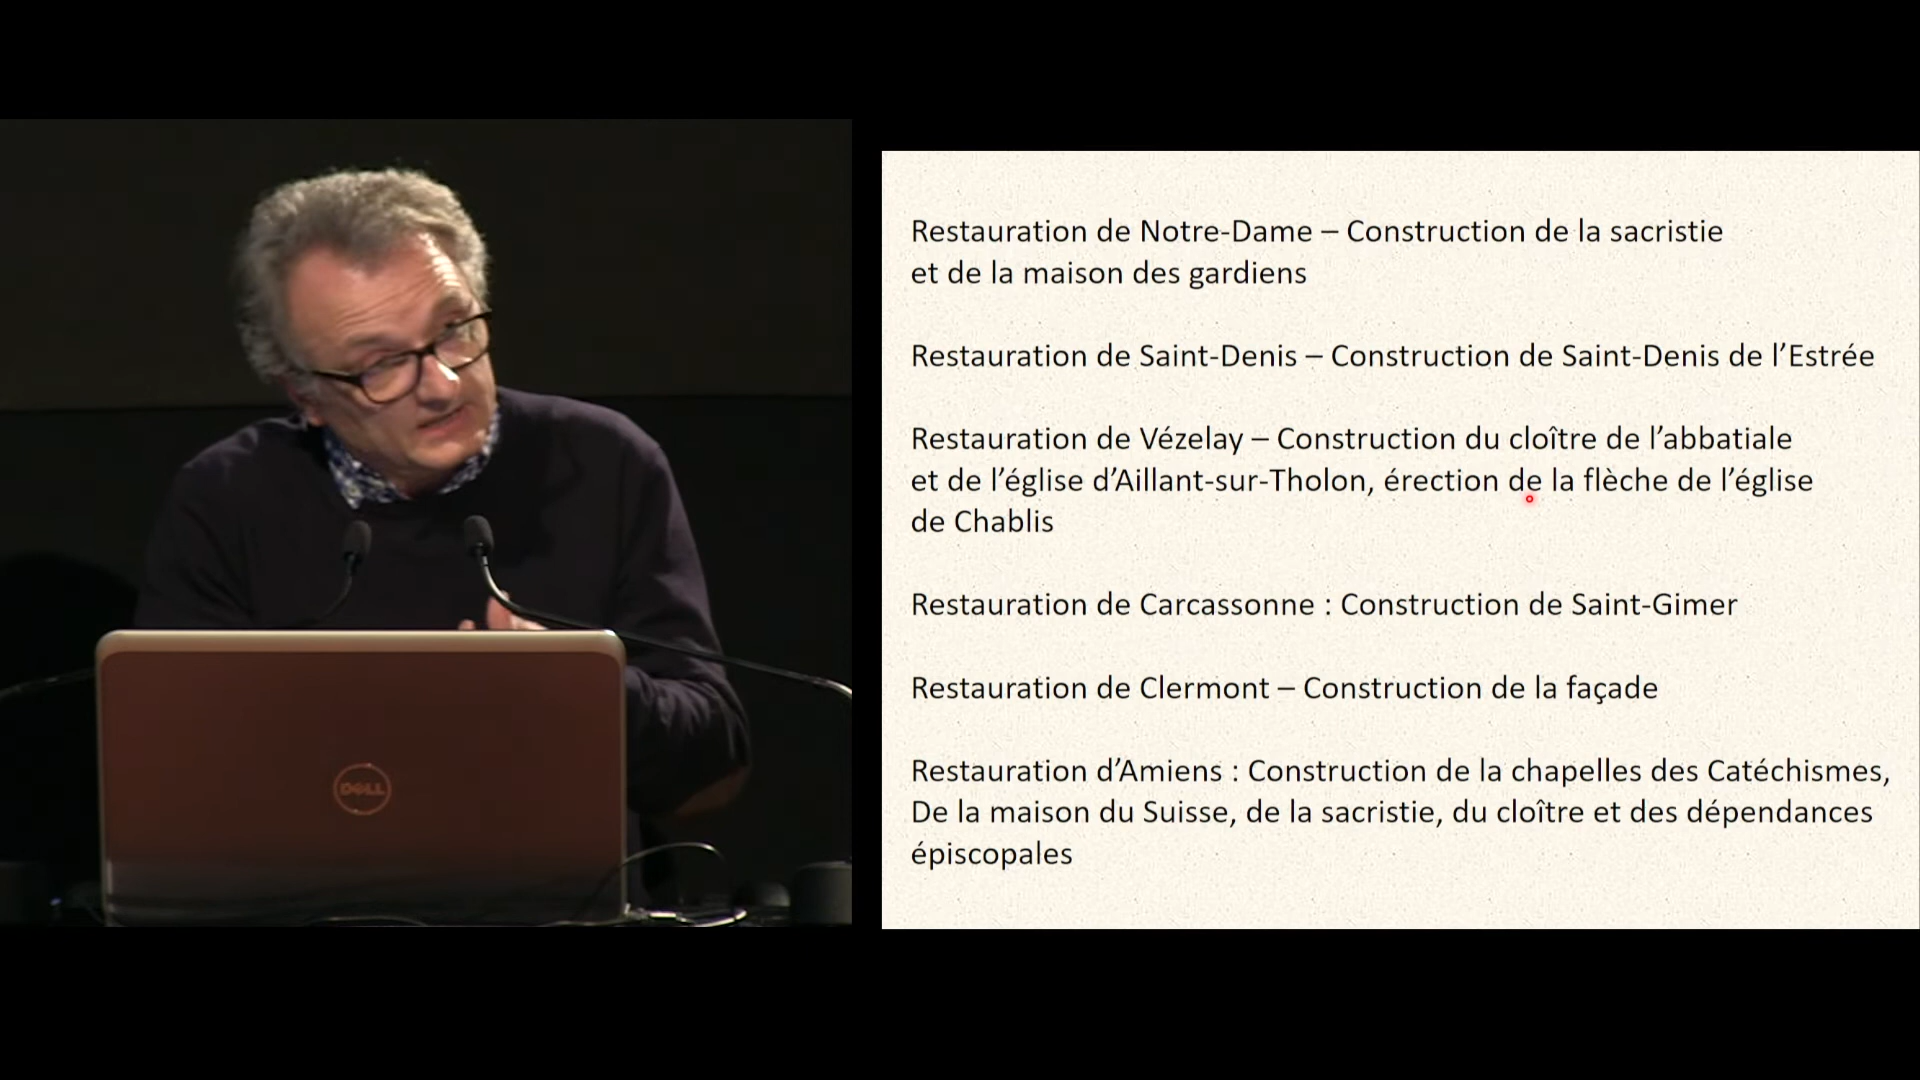 Restauration de Notre-Dame – Construction de la sacristie
et de la maison des gardiens
Restauration de Saint-Denis – Construction de Saint-Denis de l’Estrée
Restauration de Vézelay – Construction du cloître de l’abbatiale
et de l’église d’Aillant-sur-Tholon, érection de la flèche de l’église
de Chablis
Restauration de Carcassonne : Construction de Saint-Gimer
Restauration de Clermont – Construction de la façade
Restauration d’Amiens : Construction de la chapelles des Catéchismes,
De la maison du Suisse, de la sacristie, du cloître et des dépendances
épiscopales
DELL